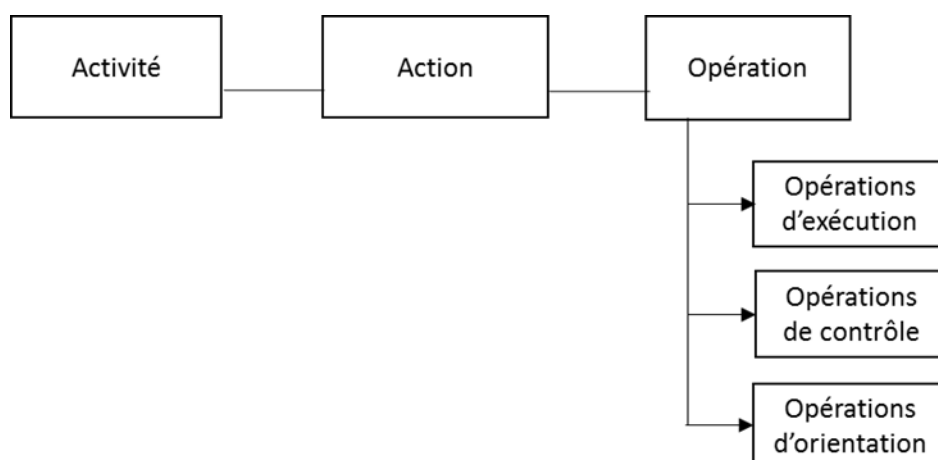 Activité
Action
Opération
Opérations
d’exécution
Opérations
de contrôle
Opérations
d’orientation